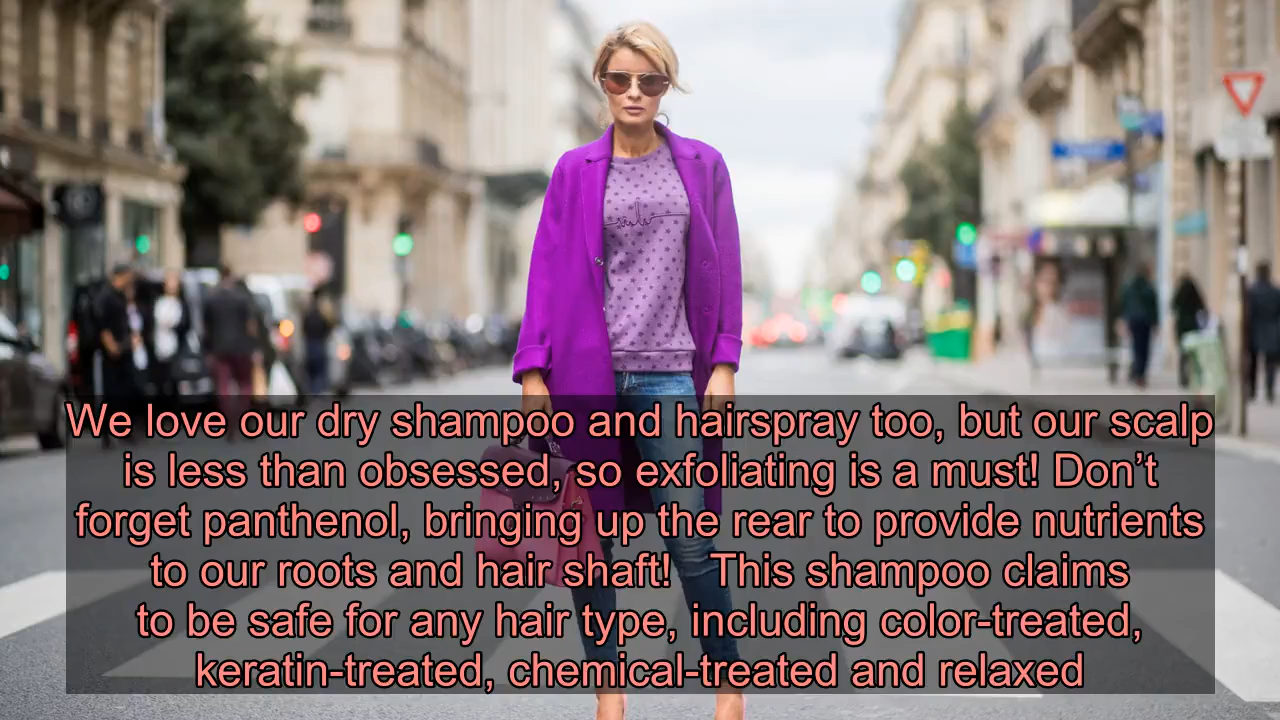 We love our dry shampoo and hairspray too, but our scalp
is less than obsessed, so exfoliating is a must! Don’t
forget panthenol, bringing up the rear to provide nutrients
to our roots and hair shaft!   This shampoo claims
to be safe for any hair type, including color-treated,
keratin-treated, chemical-treated and relaxed